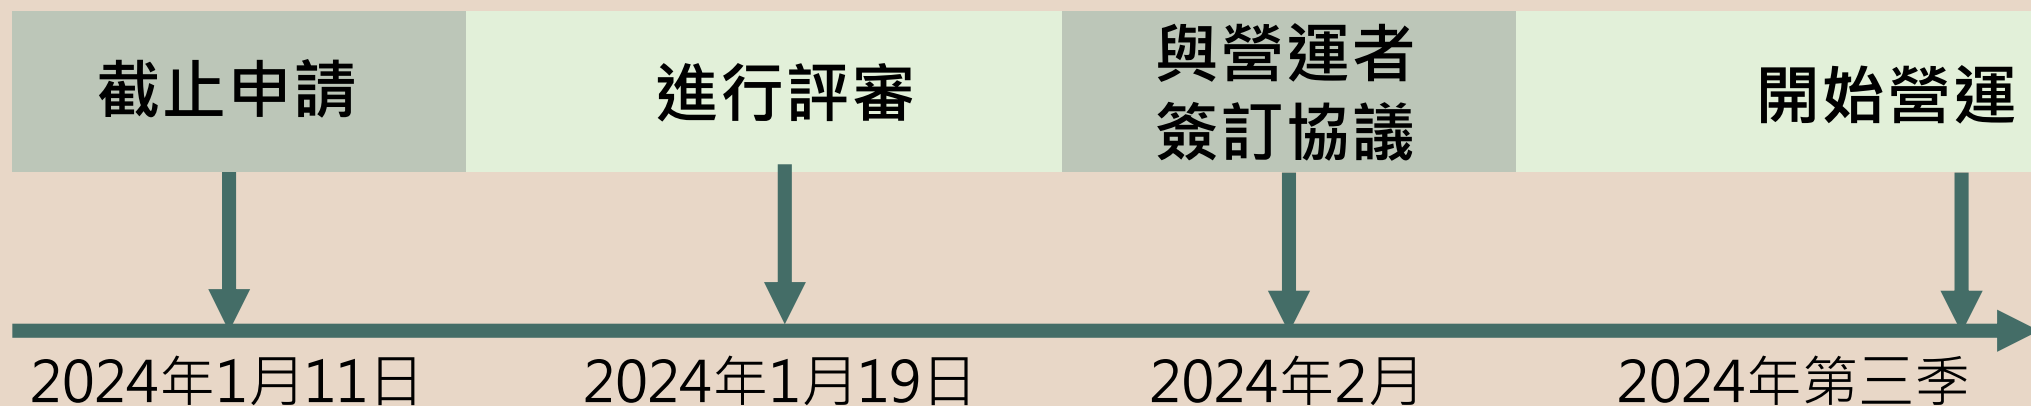 截止申請
進行評審
與營運者
簽訂協議
開始營運
2024年1月11日
2024年1月19日
2024年2月
2024年第三季